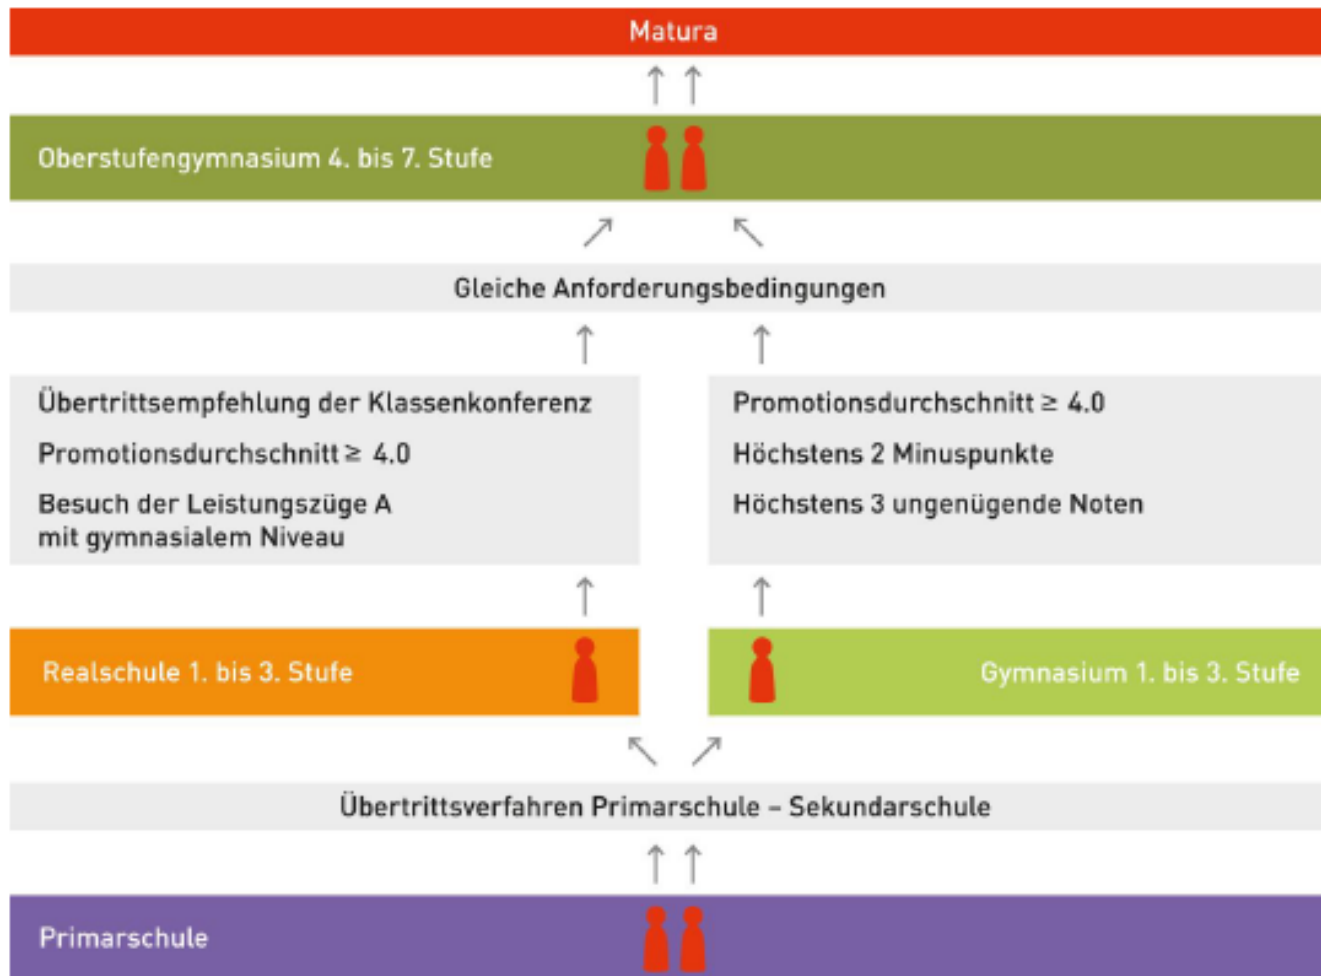 Matura
Oberstufengymnasium 4. bis 7. Stufe
Gleiche Anforderungsbedingungen
Übertrittsempfehlung der Klassenkonferenz
Promotionsdurchschnitt ≥ 4.0
Besuch der Leistungszüge A
mit gymnasialem Niveau
Promotionsdurchschnitt ≥ 4.0
Höchstens 2 Minuspunkte
Höchstens 3 ungenügende Noten
Realschule 1. bis 3. Stufe
Gymnasium 1. bis 3. Stufe
Übertrittsverfahren Primarschule – Sekundarschule
Primarschule